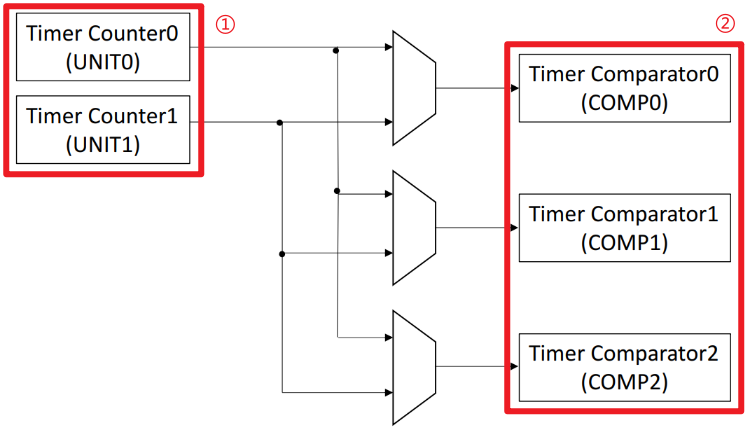 Timer Counter0
(UNIT0)
①
Timer Counter1
(UNIT1)
②
Timer Comparator0
(COMP0)
Timer Comparator1
(COMP1)
Timer Comparator2
(COMP2)